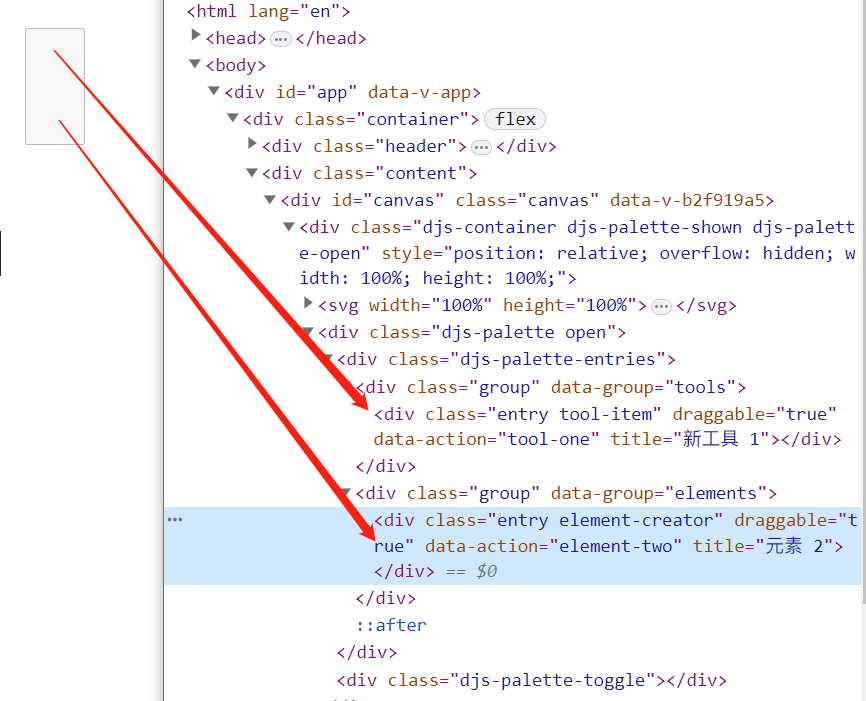 <html lang="en">
<head> ··· </head>
<body>
<div id="app" data-v-app>
<div class="container"> flex
<div class="header"> ··· </div>
<div class="content">
<div id="canvas" class="canvas" data-v-b2f919a5>
<div class="djs-container djs-palette-shown djs-palett
e-open" style="position: relative; overflow: hidden; w
idth: 100%; height: 100%;">
<svg width="100%" height="100%"> ··· </svg>
<div class="djs-palette open">
<div class="djs-palette-entries">
<div class="group" data-group="tools">
<div class="entry tool-item" draggable="true"
data-action="tool-one" title="新工具 1"></div>
</div>
<div class="group" data-group="elements">
··· <div class="entry element-creator" draggable="t
rue" data-action="element-two" title="元素 2">
</div> == $0
</div>
::after
</div>
<div class="djs-palette-toggle"></div>